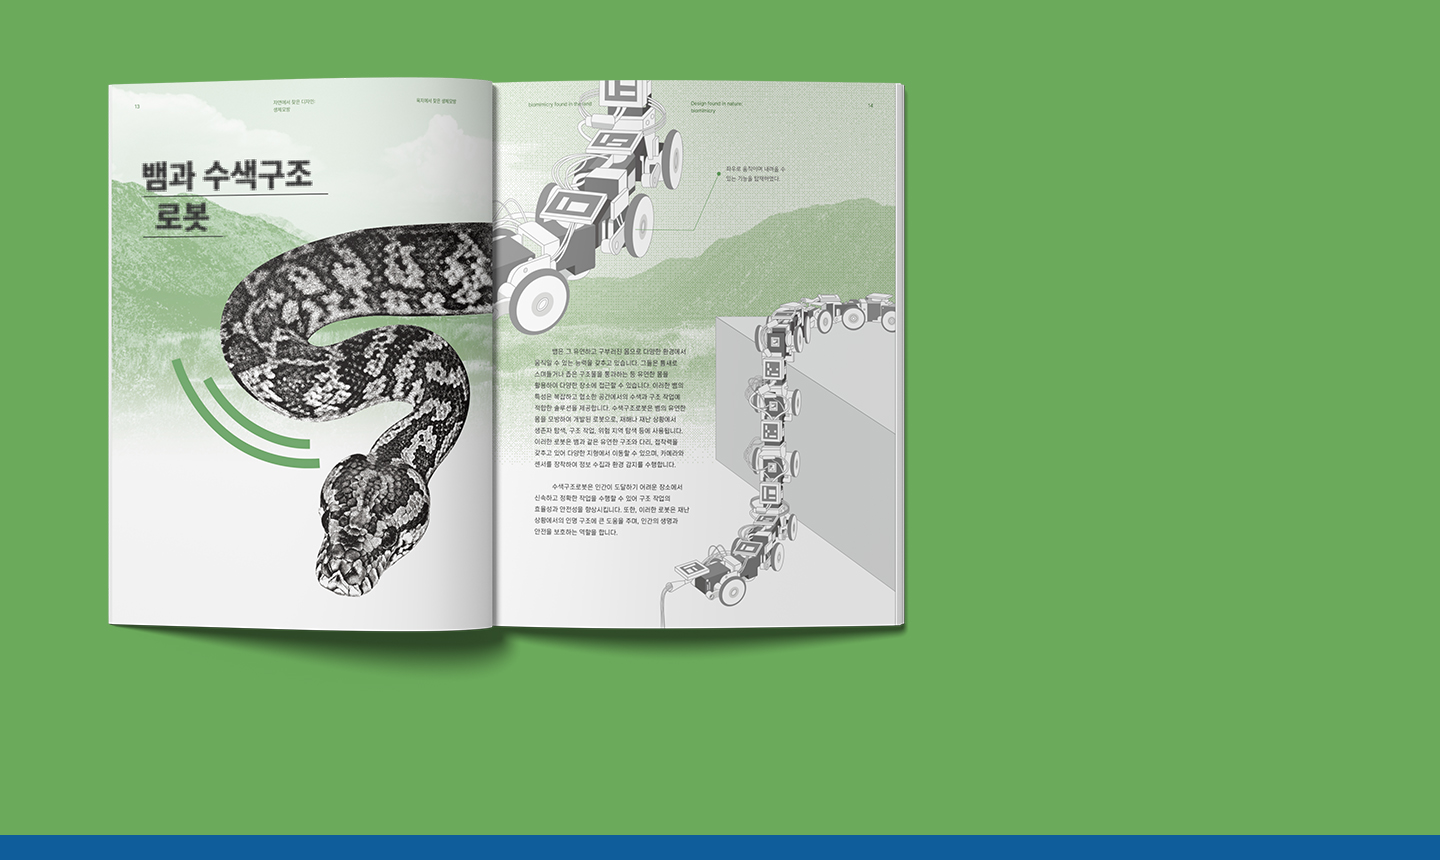 13
자연에서 찾은 디자인:
생체모방
육지에서 찾은 생체모방
뱀과 수색구조
로봇
biomimicry found in the land
Design found in nature:
biomimicry
14
좌우로 움직이며 내려올 수
있는 기능을 탑재하였다.
뱀은 그 유연하고 구부러진 몸으로 다양한 환경에서
움직일 수 있는 능력을 갖추고 있습니다. 그들은 틈새로
스며들거나 좁은 구조물을 통과하는 등 유연한 몸을
활용하여 다양한 장소에 접근할 수 있습니다. 이러한 뱀의
특성은 복잡하고 협소한 공간에서의 수색과 구조 작업에
적합한 솔루션을 제공합니다. 수색구조로봇은 뱀의 유연한
몸을 모방하여 개발된 로봇으로, 재해나 재난 상황에서
생존자 탐색, 구조 작업, 위험 지역 탐색 등에 사용됩니다.
이러한 로봇은 뱀과 같은 유연한 구조와 다리, 접착력을
갖추고 있어 다양한 지형에서 이동할 수 있으며, 카메라와
센서를 장착하여 정보 수집과 환경 감지를 수행합니다.
수색구조로봇은 인간이 도달하기 어려운 장소에서
신속하고 정확한 작업을 수행할 수 있어 구조 작업의
효율성과 안전성을 향상시킵니다. 또한, 이러한 로봇은 재난
상황에서의 인명 구조에 큰 도움을 주며, 인간의 생명과
안전을 보호하는 역할을 합니다.